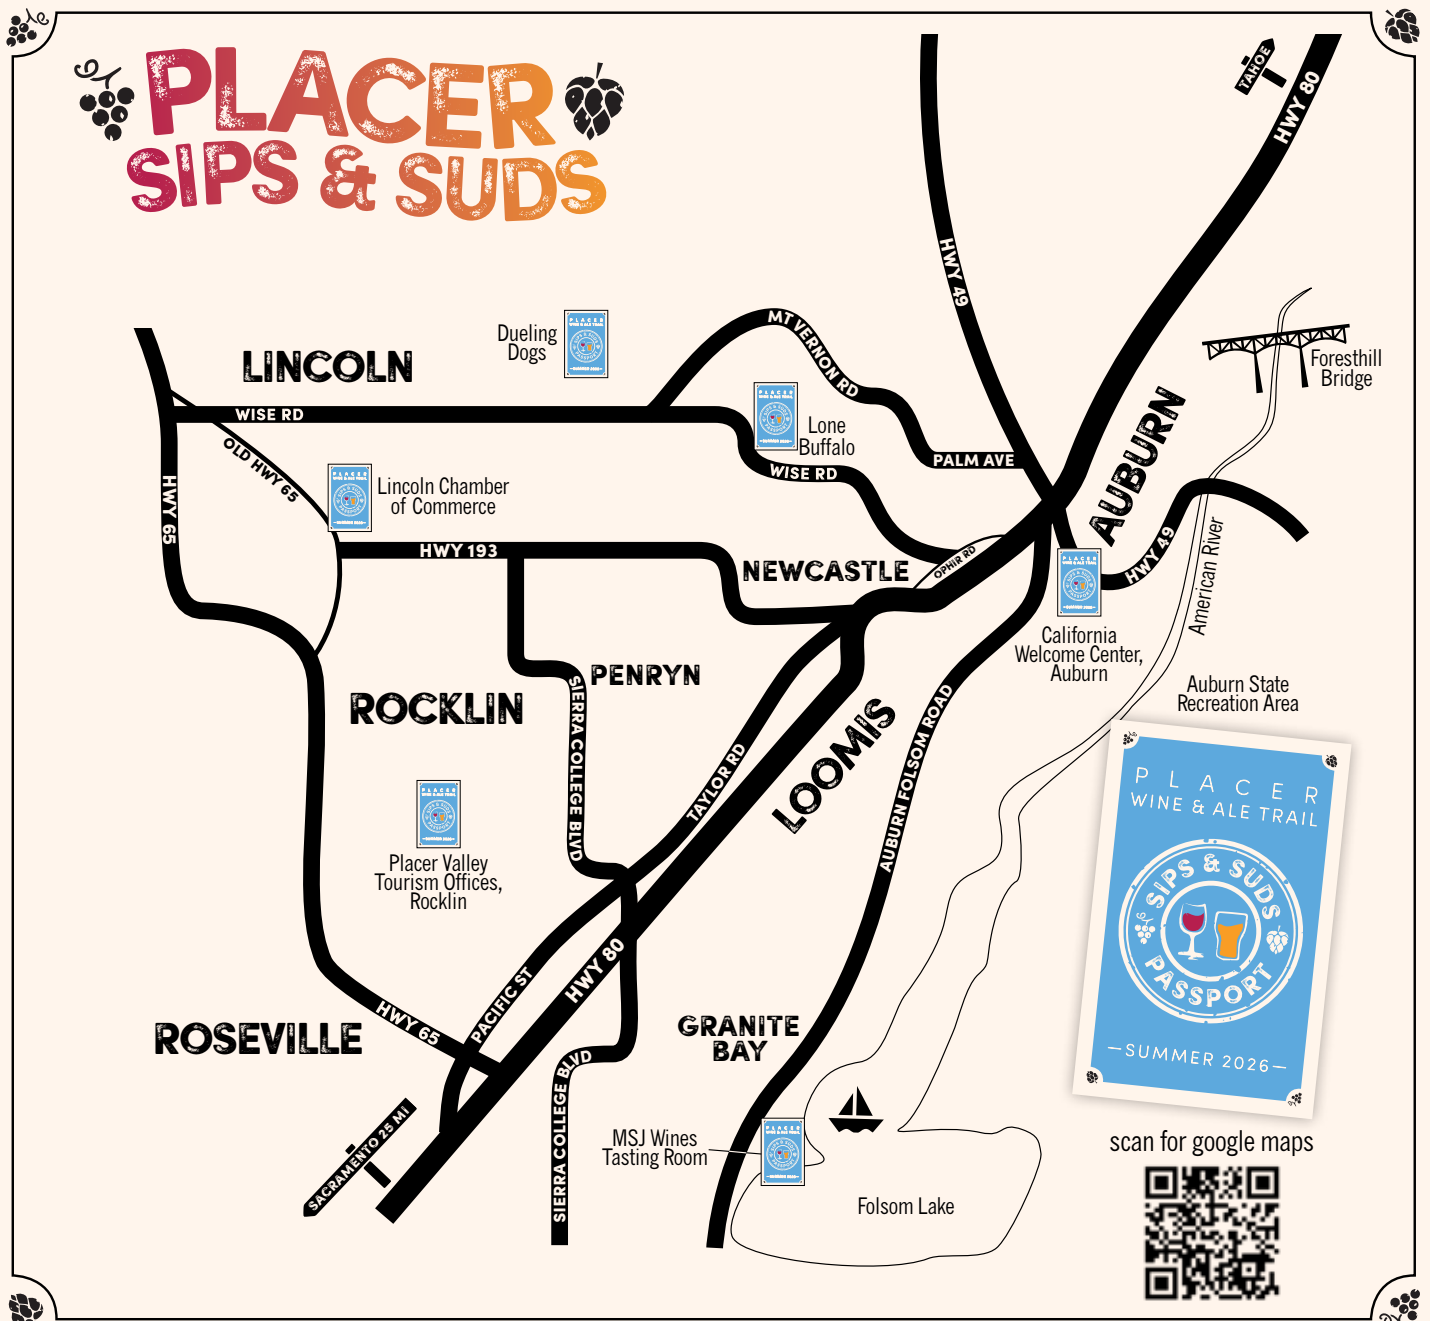 PLACER
SIPS & SUDS
TAHOE
HWY 80
HWY 49
Dueling
Dogs
MT VERNON RD
LINCOLN
WISE RD
Foresthill
Bridge
Lone
Buffalo
AUBURN
OLD HWY 65
PALM AVE
WISE RD
Lincoln Chamber
of Commerce
HWY 65
HWY 193
NEWCASTLE
OPHIR RD
HWY 49
American River
California
Welcome Center,
Auburn
PENRYN
Auburn State
Recreation Area
ROCKLIN
SIERRA COLLEGE BLVD
TAYLOR RD
LOOMIS
AUBURN FOLSOM ROAD
Placer Valley
Tourism Offices,
Rocklin
PLACER
WINE & ALE TRAIL
SIPS & SUDS
PASSPORT
—SUMMER 2026—
HWY 80
PACIFIC ST
HWY 65
ROSEVILLE
GRANITE
BAY
SIERRA COLLEGE BLVD
SACRAMENTO 25 MI
MSJ Wines
Tasting Room
Folsom Lake
scan for google maps